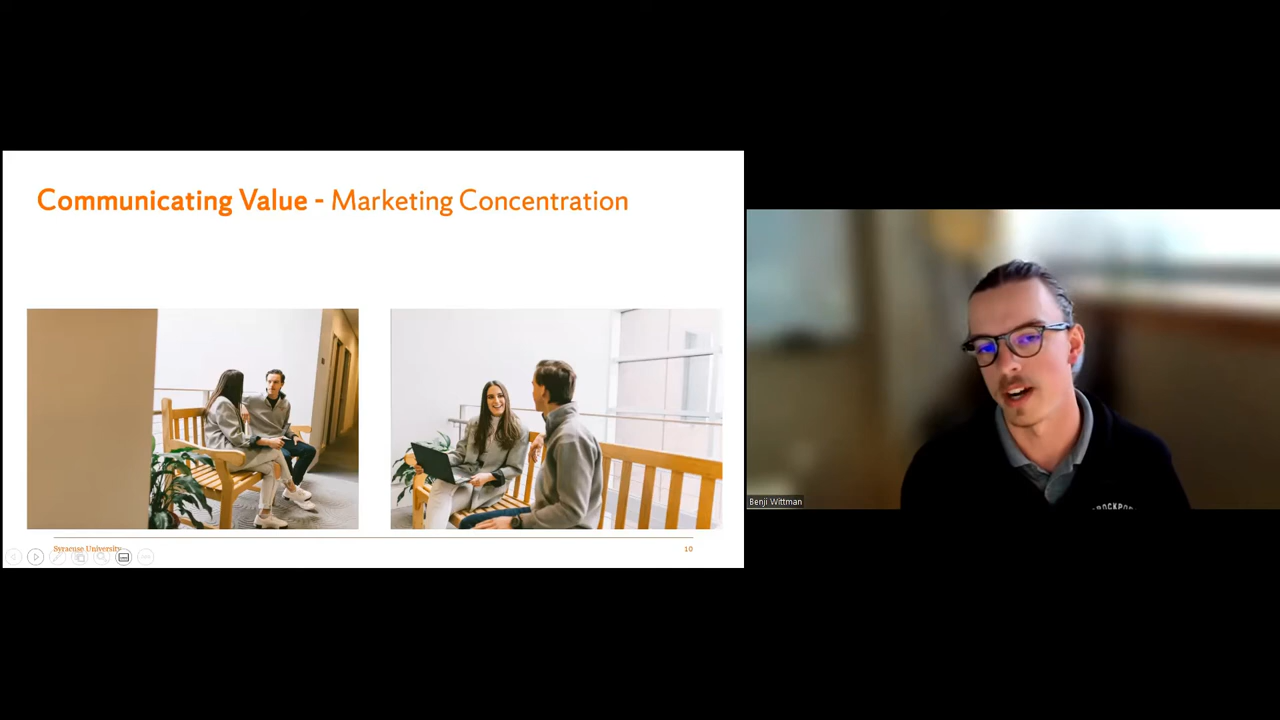 Communicating Value - Marketing Concentration
Syracuse University
10
Benji Wittman